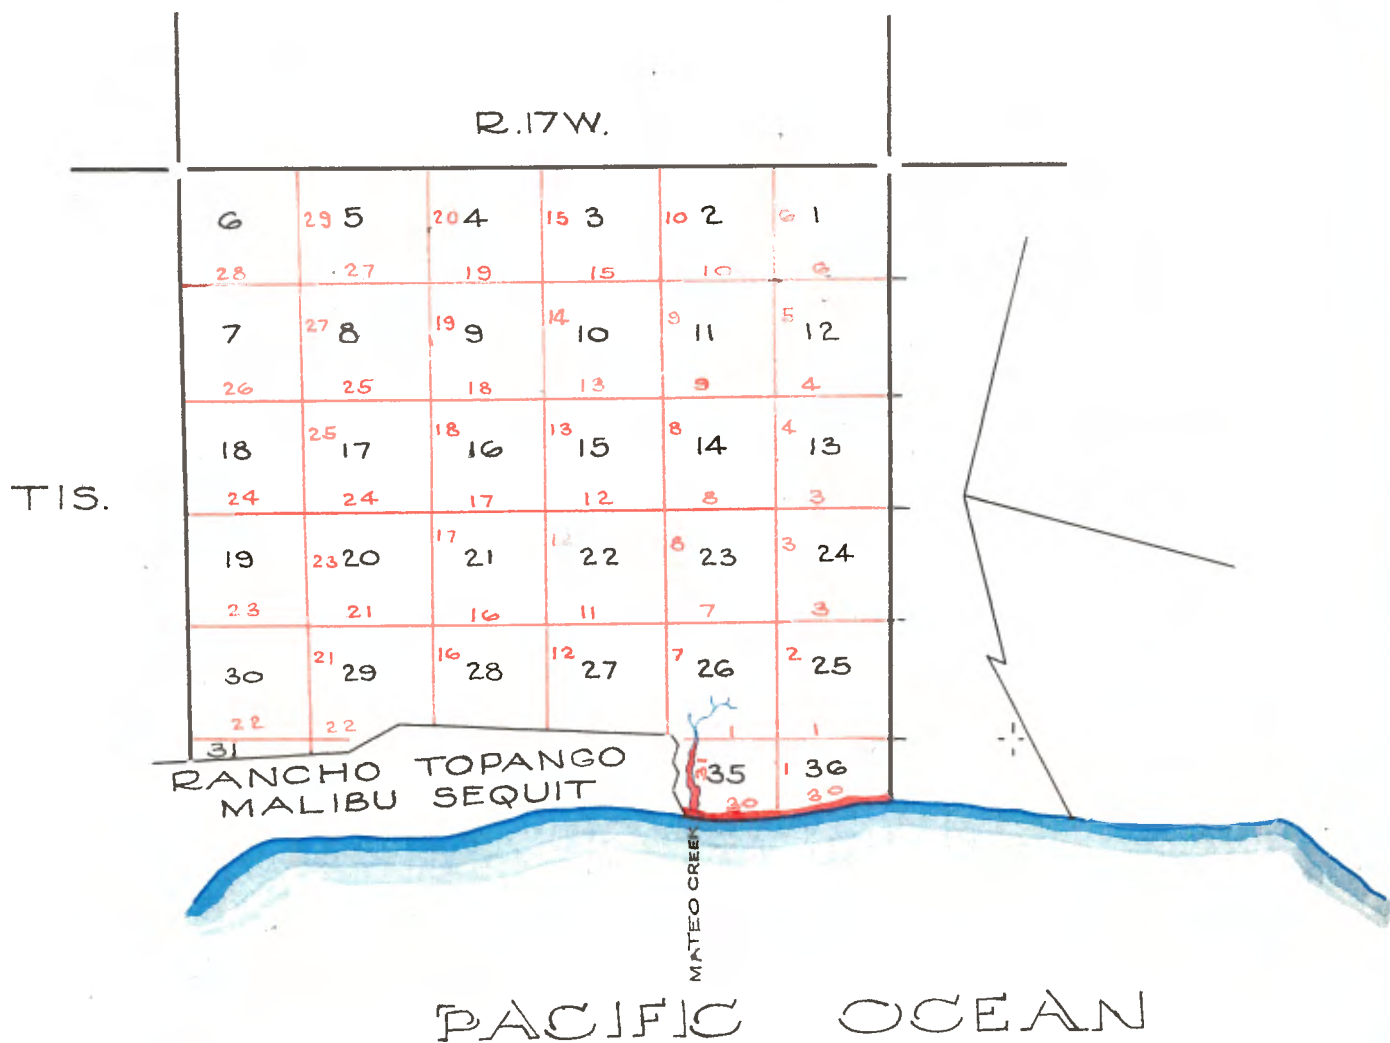 R.17W.
6 29 5 20 4 15 3 10 2 6 1
28 27 19 15 10 6
7 27 8 19 9 14 10 9 11 5 12
26 25 18 13 9 4
18 25 17 18 16 13 15 8 14 4 13
T1S.
24 24 17 12 8 3
19 23 20 17 21 12 22 8 23 3 24
23 21 16 11 7 3
30 21 29 16 28 12 27 7 26 2 25
22 22 1 1
31
RANCHO TOPANGO
MALIBU SEQUIT
31 35 1 36
30 30
MATEO CREEK
PACIFIC OCEAN